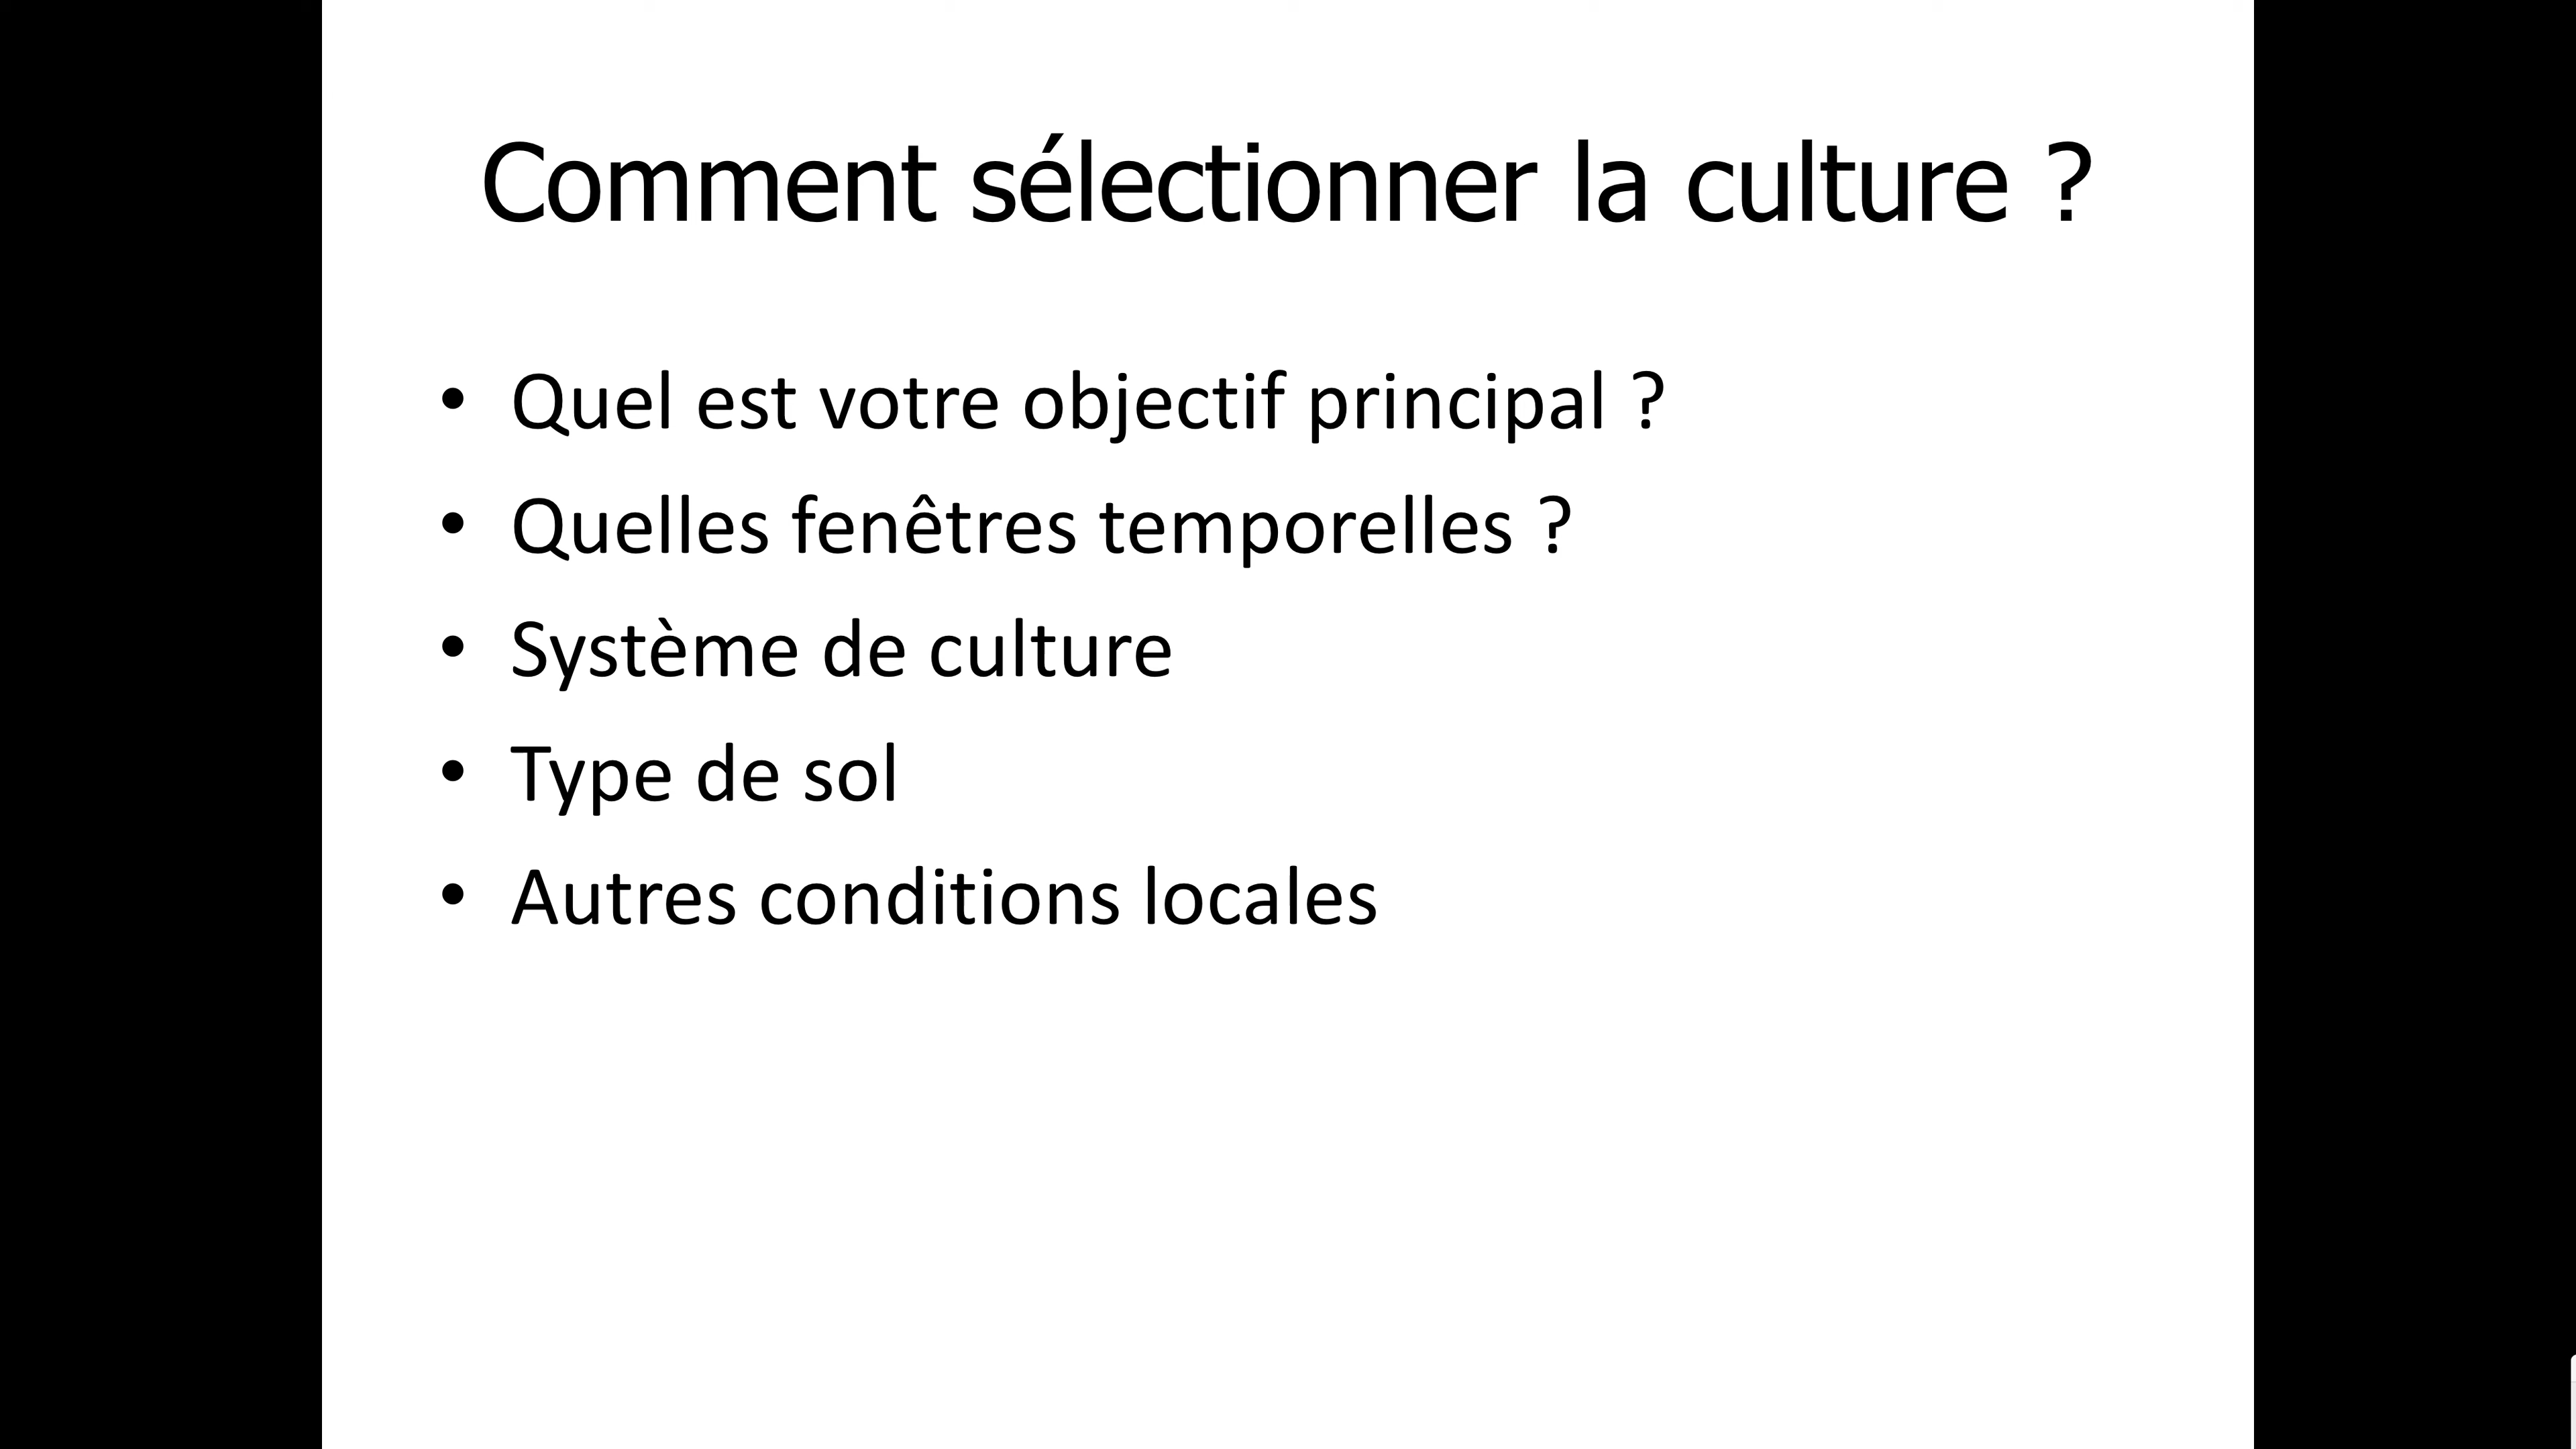 Comment sélectionner la culture ?
• Quel est votre objectif principal ?
• Quelles fenêtres temporelles ?
• Système de culture
• Type de sol
• Autres conditions locales